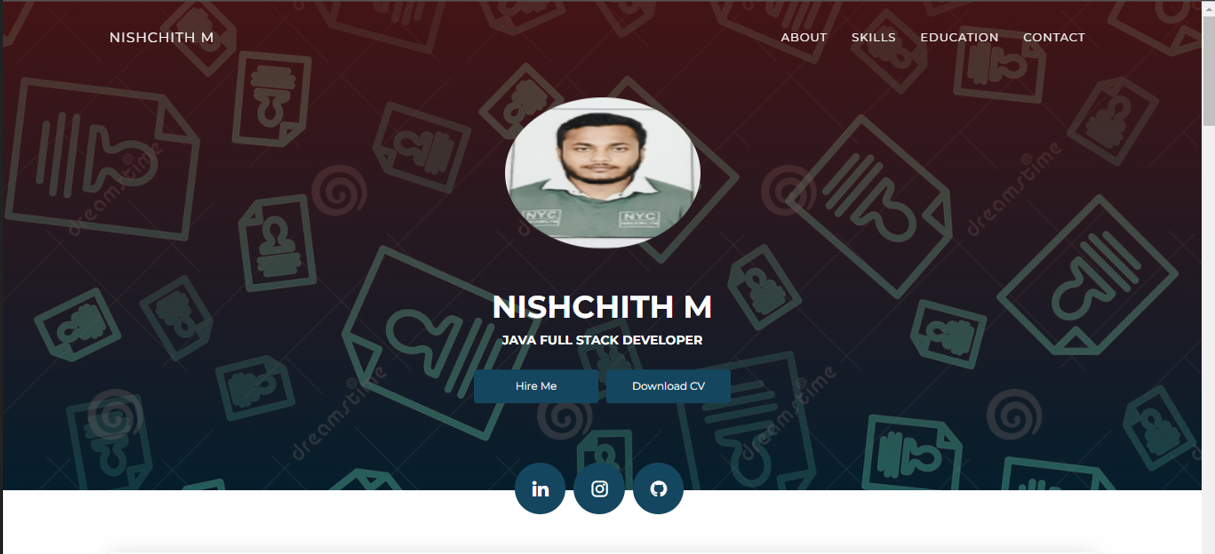 NISHCHITH M
ABOUT SKILLS EDUCATION CONTACT
dreamstime
dreamstime
NYC NYC
NISHCHITH M
JAVA FULL STACK DEVELOPER
Hire Me Download CV
dreamstime
dreamstime
in